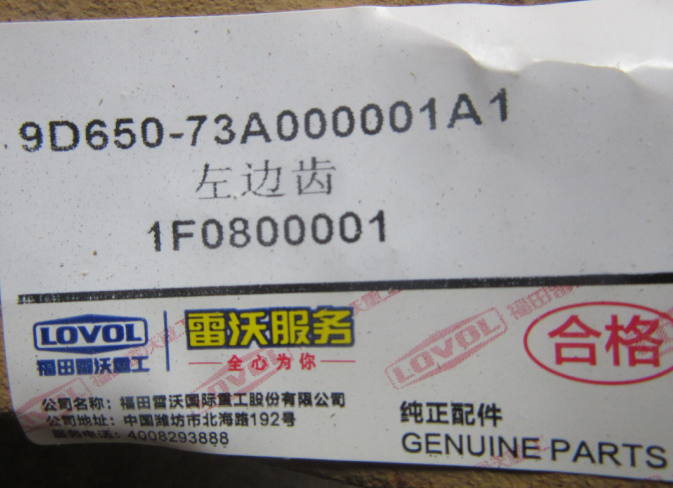 9D650-73A000001A1
左边齿
1F0800001
LOVOL
福田雷沃重工
雷沃服务
全心为你
合格
公司名称：福田雷沃国际重工股份有限公司
公司地址：中国潍坊市北海路192号
服务电话：4008293888
纯正配件
GENUINE PARTS